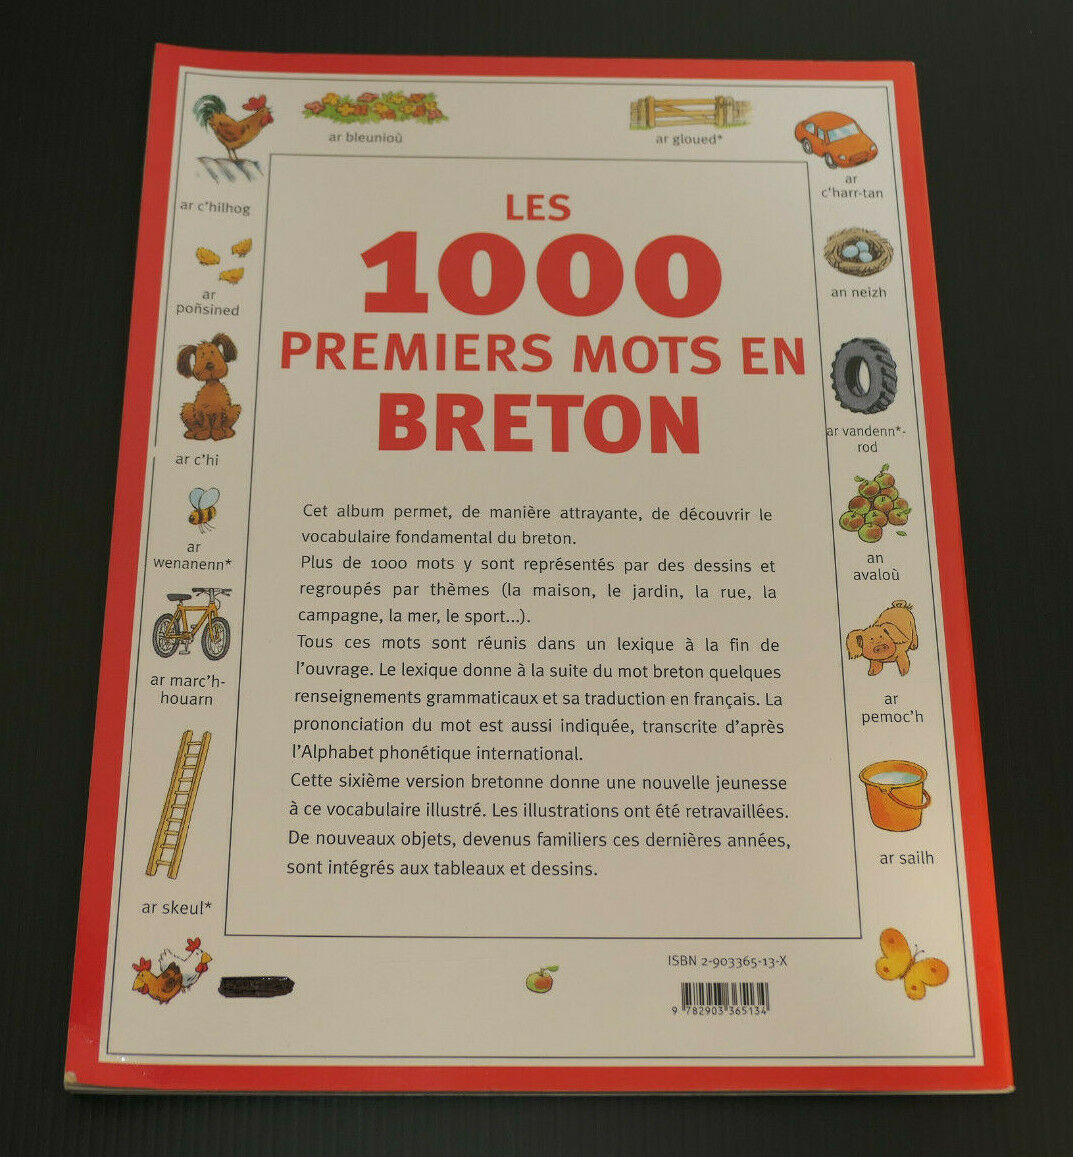 ar bleunioù
ar gloued*
ar
c'harr-tan
ar c'hilhog
LES
1000
PREMIERS MOTS EN
BRETON
ar
poñsined
an neizh
ar c'hi
ar vandenn*-
rod
ar
wenanenn*
an
avaloù
ar marc'h-
houarn
ar
pemoc'h
ar skeul*
ar sailh
Cet album permet, de manière attrayante, de découvrir le
vocabulaire fondamental du breton.
Plus de 1000 mots y sont représentés par des dessins et
regroupés par thèmes (la maison, le jardin, la rue, la
campagne, la mer, le sport...).
Tous ces mots sont réunis dans un lexique à la fin de
l'ouvrage. Le lexique donne à la suite du mot breton quelques
renseignements grammaticaux et sa traduction en français. La
prononciation du mot est aussi indiquée, transcrite d'après
l'Alphabet phonétique international.
Cette sixième version bretonne donne une nouvelle jeunesse
à ce vocabulaire illustré. Les illustrations ont été retravaillées.
De nouveaux objets, devenus familiers ces dernières années,
sont intégrés aux tableaux et dessins.
ISBN 2-903365-13-X
9 782903 365134